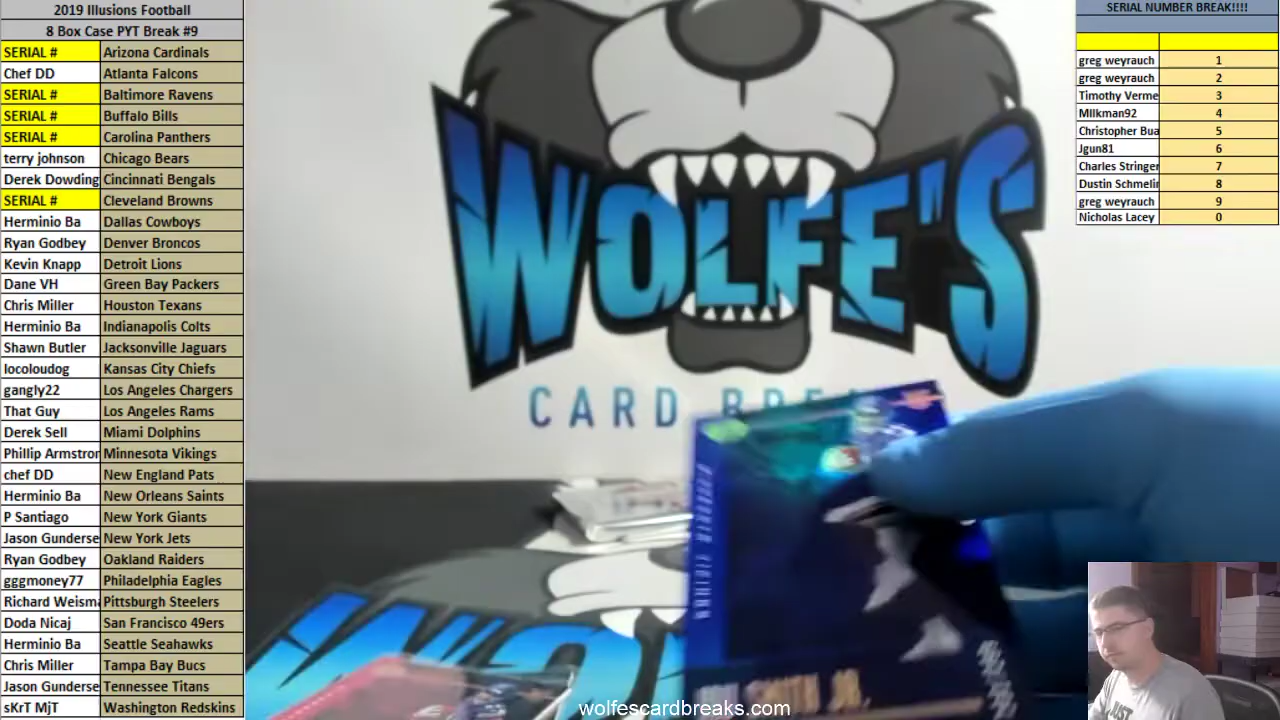 2019 Illusions Football
8 Box Case PYT Break #9
SERIAL # Arizona Cardinals
Chef DD Atlanta Falcons
SERIAL # Baltimore Ravens
SERIAL # Buffalo Bills
SERIAL # Carolina Panthers
terry johnson Chicago Bears
Derek Dowding Cincinnati Bengals
SERIAL # Cleveland Browns
Herminio Ba Dallas Cowboys
Ryan Godbey Denver Broncos
Kevin Knapp Detroit Lions
Dane VH Green Bay Packers
Chris Miller Houston Texans
Herminio Ba Indianapolis Colts
Shawn Butler Jacksonville Jaguars
locoloudog Kansas City Chiefs
gangly22 Los Angeles Chargers
That Guy Los Angeles Rams
Derek Sell Miami Dolphins
Phillip Armstror Minnesota Vikings
chef DD New England Pats
Herminio Ba New Orleans Saints
P Santiago New York Giants
Jason Gunderse New York Jets
Ryan Godbey Oakland Raiders
gggmoney77 Philadelphia Eagles
Richard Weisma Pittsburgh Steelers
Doda Nicaj San Francisco 49ers
Herminio Ba Seattle Seahawks
Chris Miller Tampa Bay Bucs
Jason Gunderse Tennessee Titans
sKrT MjT Washington Redskins
WOLFE'S
CARD BRE
SMITH JR.
WO
wolfescardbreaks.com
SERIAL NUMBER BREAK!!!!
greg weyrauch 1
greg weyrauch 2
Timothy Verme 3
MIlkman92 4
Christopher Bua 5
Jgun81 6
Charles Stringer 7
Dustin Schmelin 8
greg weyrauch 9
Nicholas Lacey 0